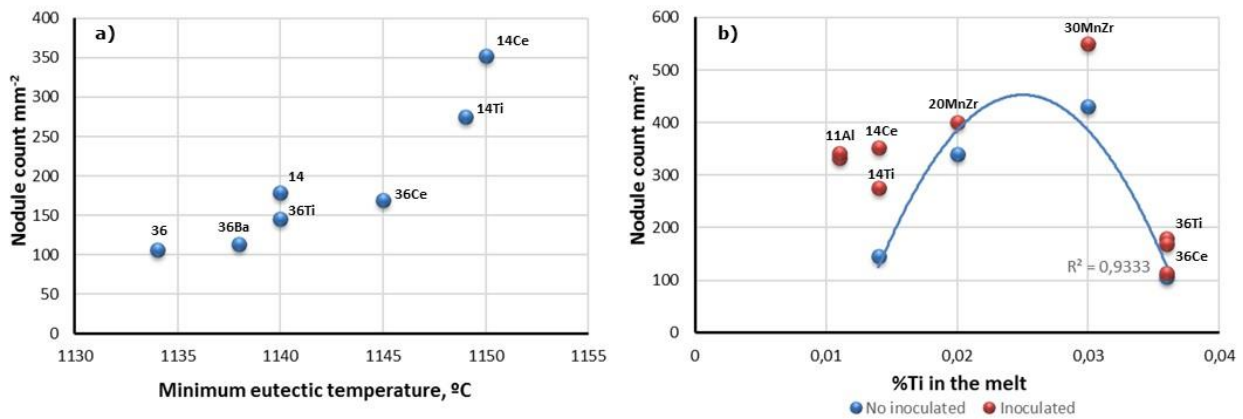 a)
Nodule count mm⁻²
400
350
300
250
200
150
100
50
0
14Ce
14Ti
14
36Ti
36Ce
36
36Ba
1130
1135
1140
1145
1150
1155
Minimum eutectic temperature, ºC
b)
Nodule count mm⁻²
600
500
400
300
200
100
0
30MnZr
20MnZr
11Al
14Ce
14Ti
36Ti
36Ce
R² = 0,9333
0
0,01
0,02
0,03
0,04
%Ti in the melt
No inoculated
Inoculated